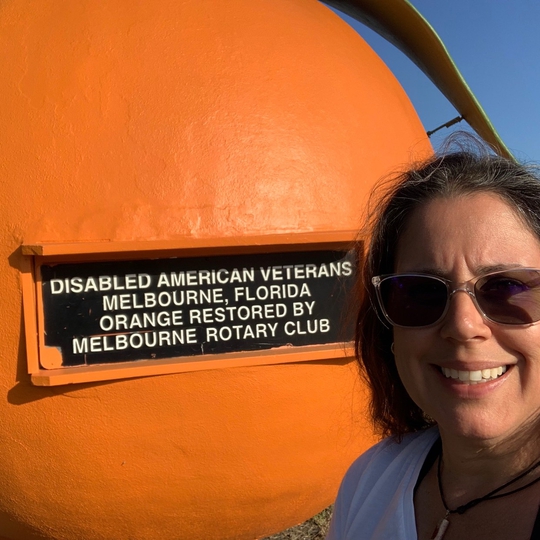 DISABLED AMERICAN VETERANS
MELBOURNE, FLORIDA
ORANGE RESTORED BY
MELBOURNE ROTARY CLUB